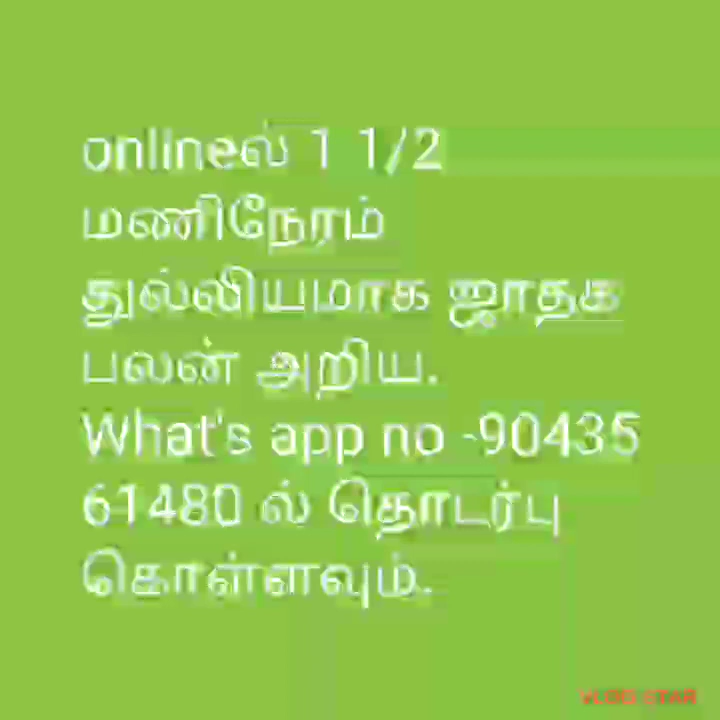 onlineல் 1 1/2
மணிநேரம்
துல்லியமாக ஜாதக
பலன் அறிய.
What's app no -90435
61480 ல் தொடர்பு
கொள்ளவும்.
VLOG STAR